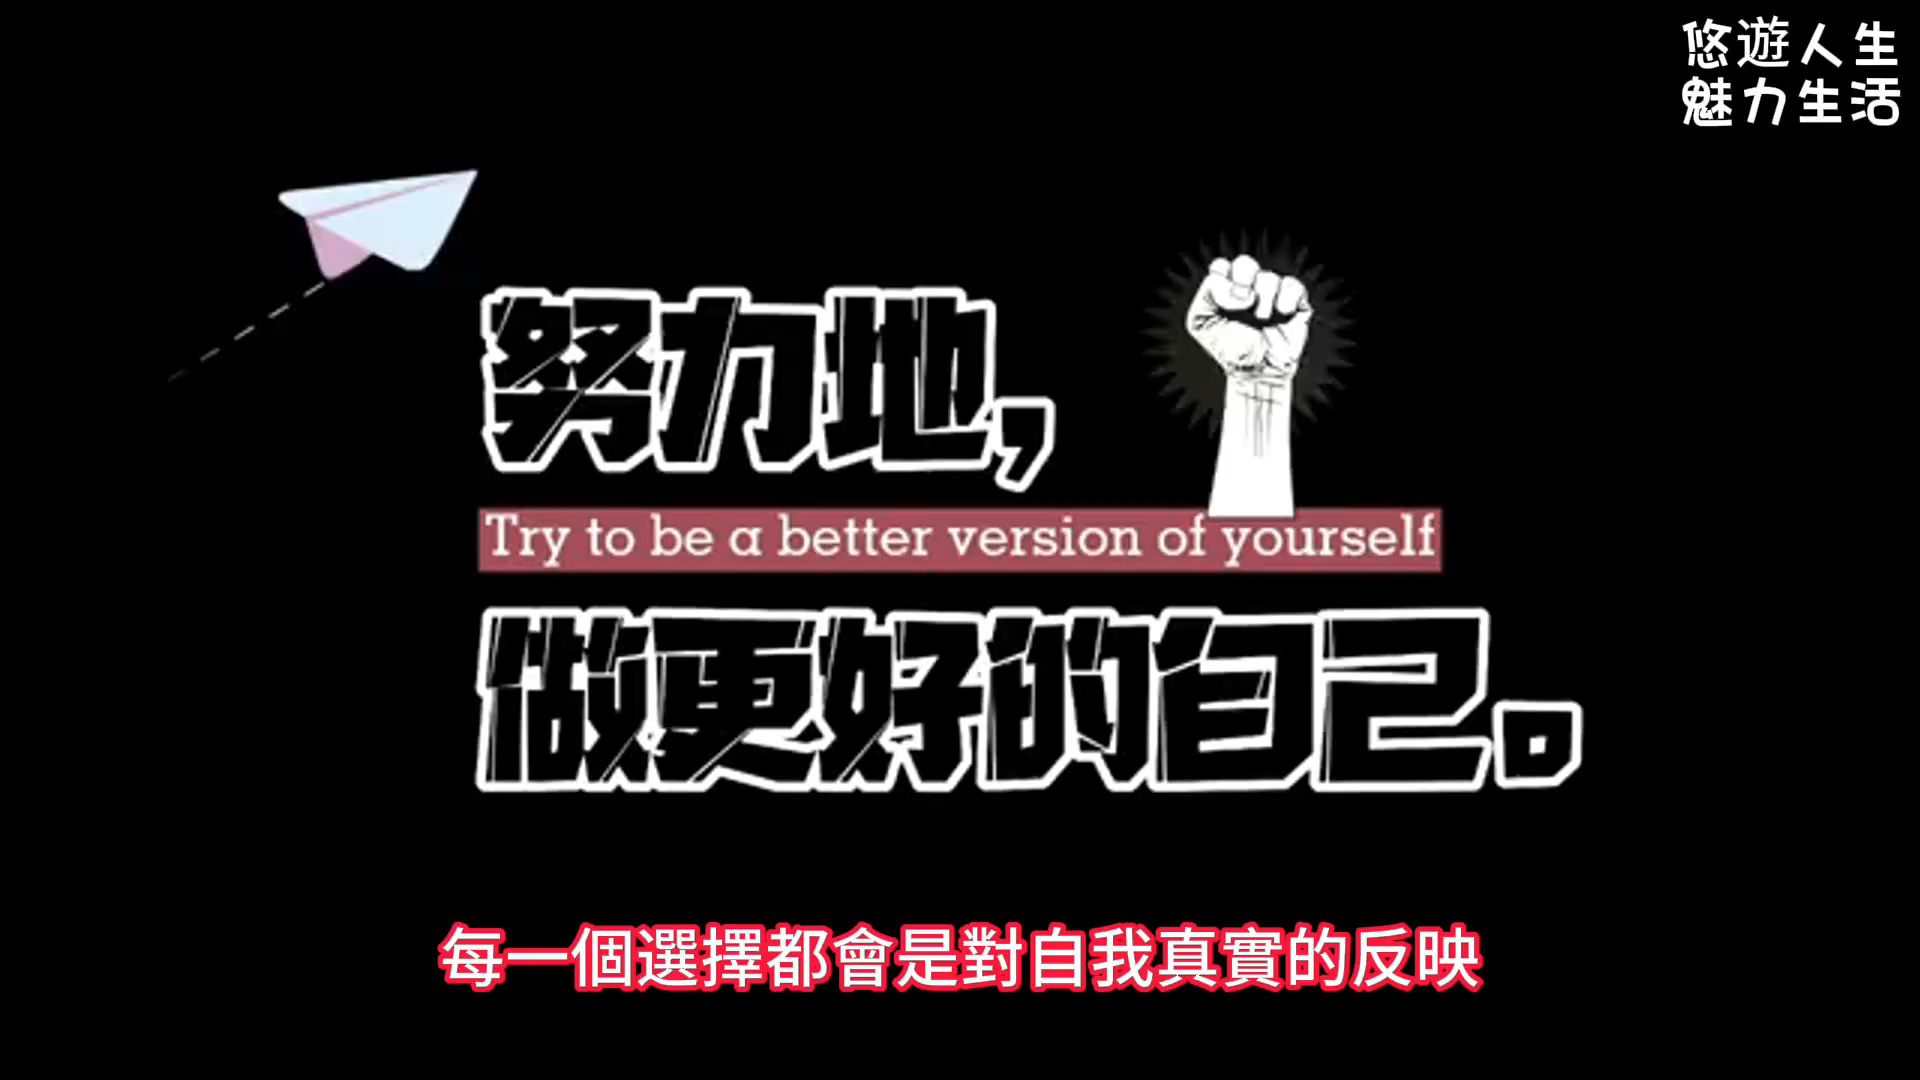 悠遊人生
魅力生活
努力地,
Try to be a better version of yourself
做更好的自己。
每一個選擇都會是對自我真實的反映